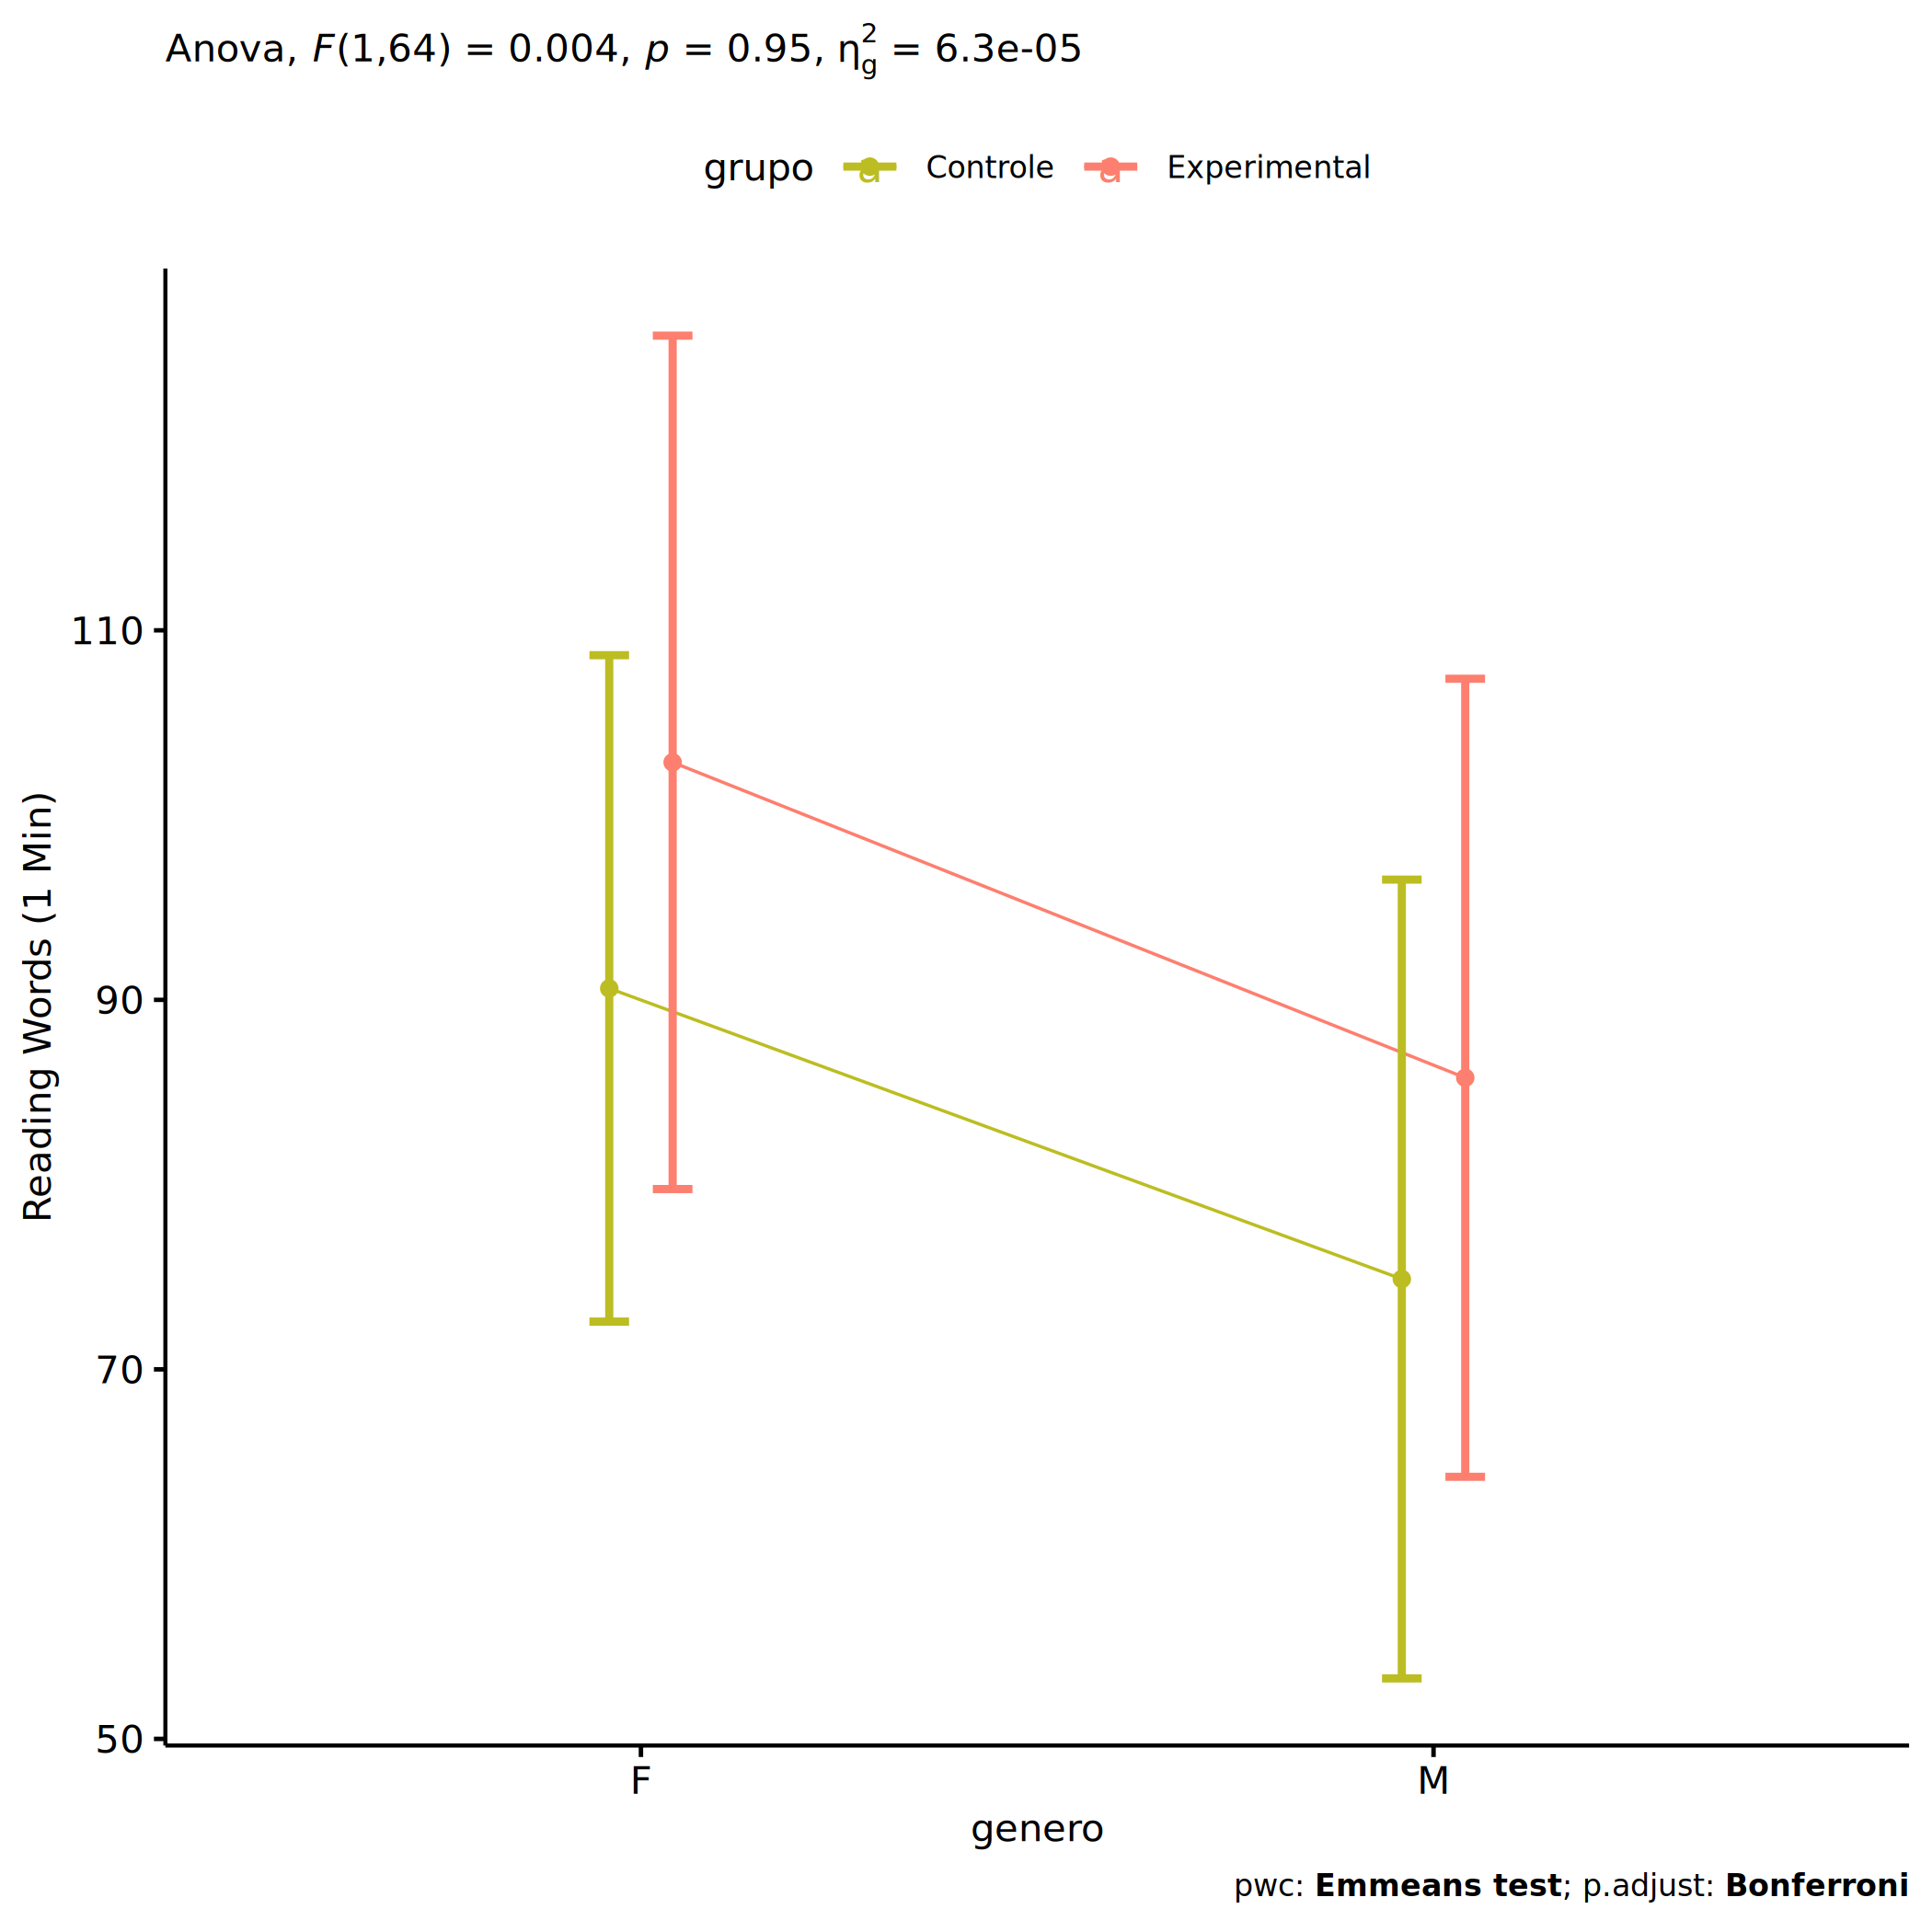 Anova, F(1,64) = 0.004, p = 0.95, η²g = 6.3e-05
grupo g Controle g Experimental
Reading Words (1 Min)
110
90
70
50
F M
genero
pwc: Emmeans test; p.adjust: Bonferroni